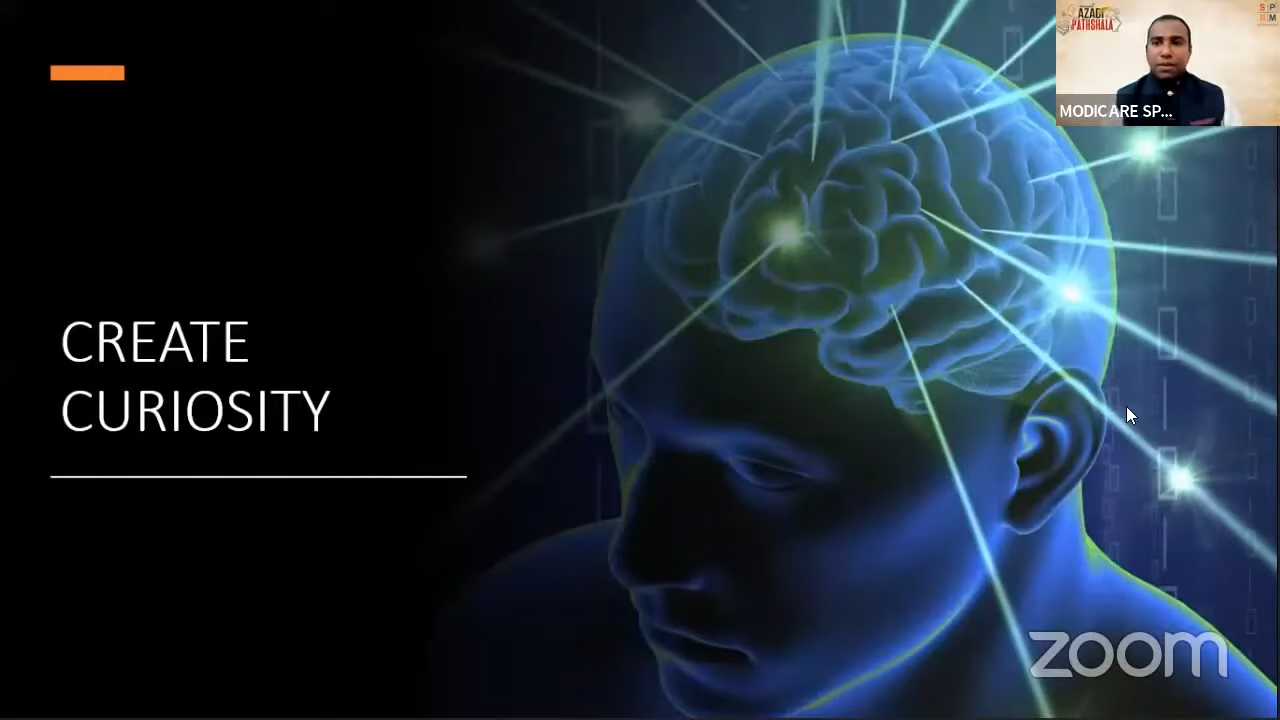 CREATE
CURIOSITY
AZADI
PATHSHALA
S P
B M
MODICARE SP...
zoom